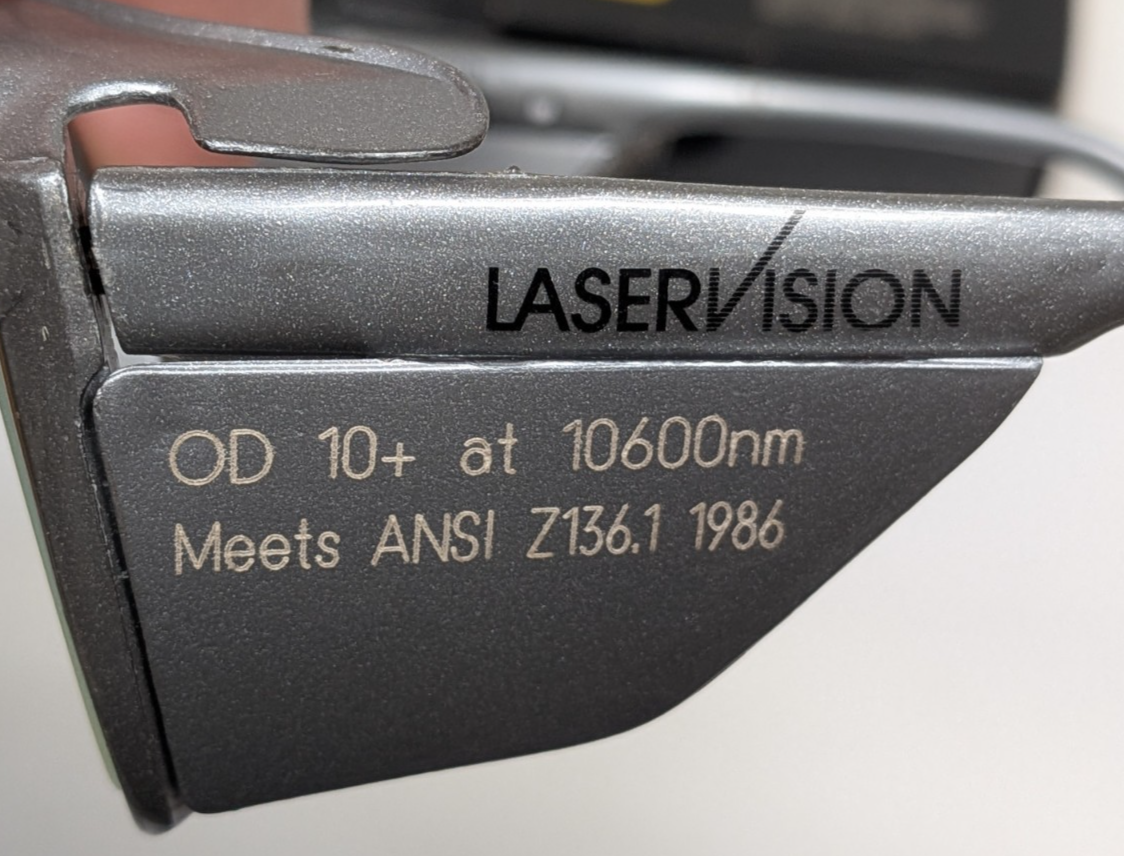 LASERVISION
OD 10+ at 10600nm
Meets ANSI Z136.1 1986